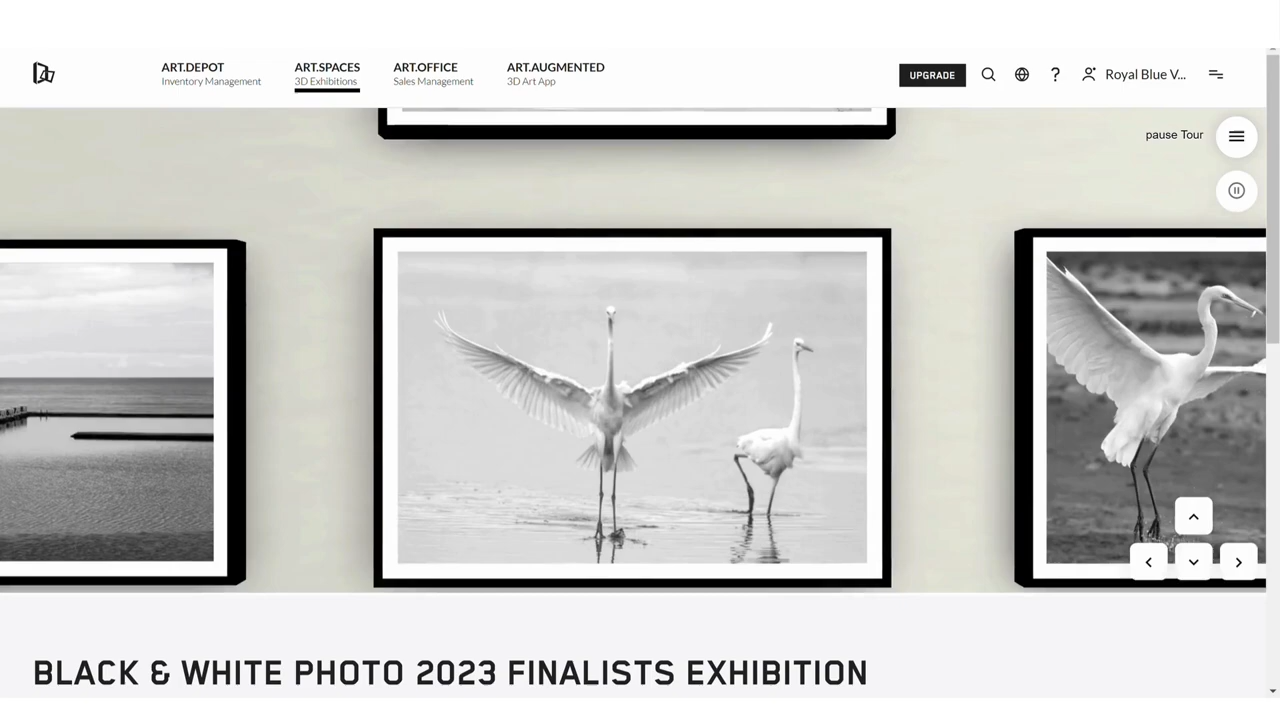 ART.DEPOT
Inventory Management
ART.SPACES
3D Exhibitions
ART.OFFICE
Sales Management
ART.AUGMENTED
3D Art App
UPGRADE
?
Royal Blue V...
pause Tour
BLACK & WHITE PHOTO 2023 FINALISTS EXHIBITION